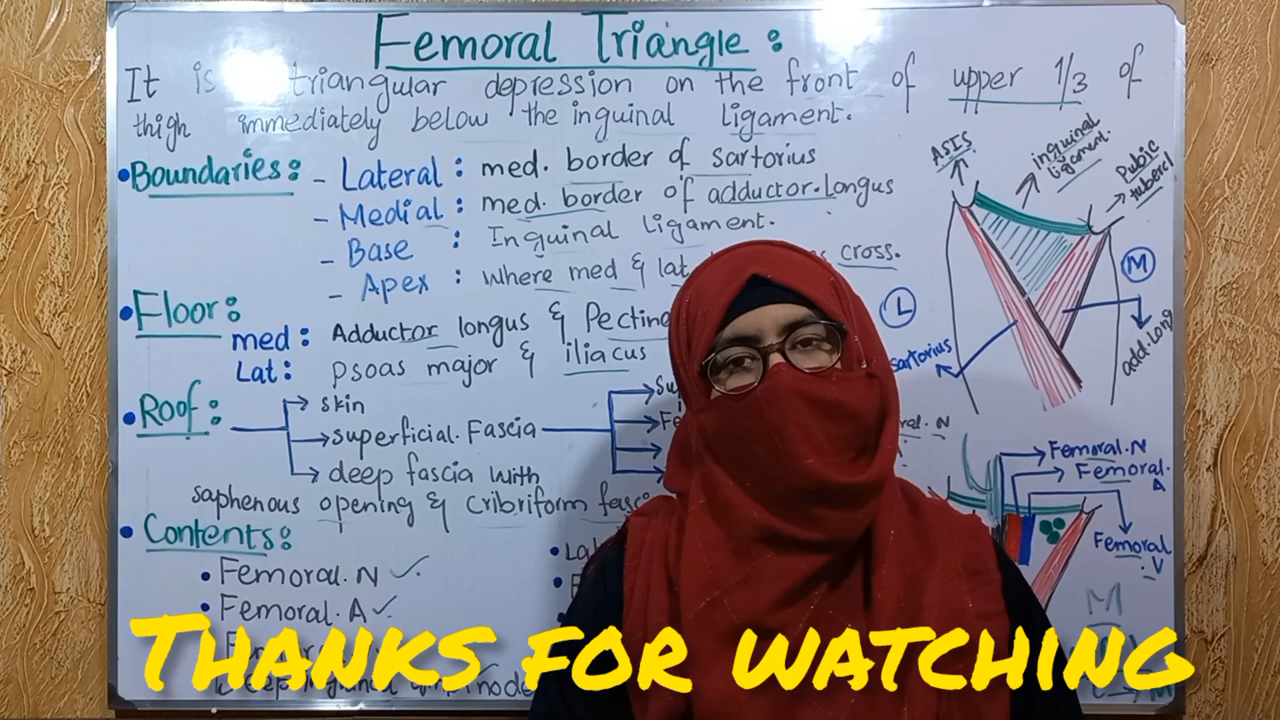 Femoral Triangle :
It is triangular depression on the front of upper 1/3 of
thigh immediately below the inguinal ligament.
• Boundaries : - Lateral : med. border of sartorius
- Medial : med. border of adductor.longus
- Base : Inguinal Ligament.
- Apex : where med & lat cross.
• Floor :
med : Adductor longus &
Lat : psoas major & iliacus
• Roof : skin
superficial. Fascia
deep fascia with
saphenous opening & Cribriform
• Contents :
• Femoral. N ✓
• Femoral. A ✓
ASIS
inguinal
ligament.
Pubic
tubercl
M
L
sartorius
add.Long
Femoral. N
Femoral.
A
Femoral
.V
M
THANKS FOR WATCHING